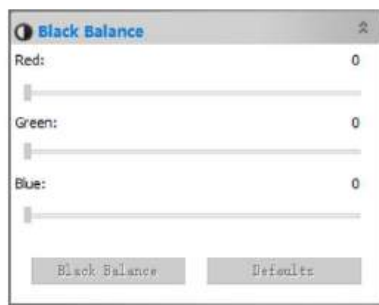 Black Balance
Red: 0
Green: 0
Blue: 0
Black Balance Defaults